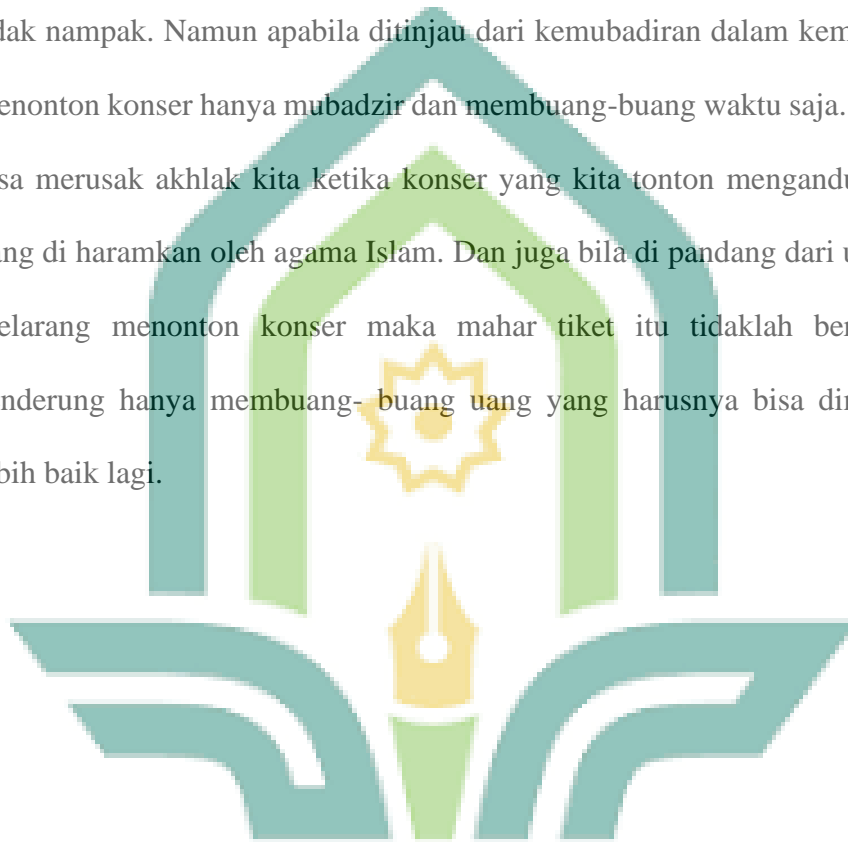 dak nampak. Namun apabila ditinjau dari kemubadiran dalam kem
enonton konser hanya mubadzir dan membuang-buang waktu saja.
sa merusak akhlak kita ketika konser yang kita tonton mengandu
ang di haramkan oleh agama Islam. Dan juga bila di pandang dari u
elarang menonton konser maka mahar tiket itu tidaklah ber
nderung hanya membuang- buang uang yang harusnya bisa dir
bih baik lagi.